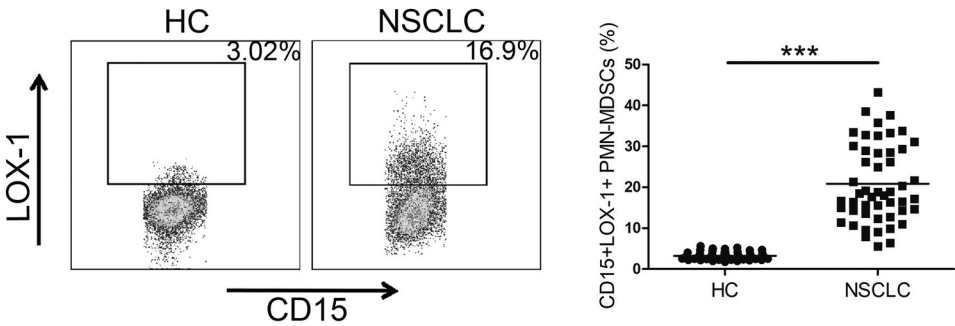 HC
NSCLC
3.02%
16.9%
LOX-1
CD15
CD15+LOX-1+ PMN-MDSCs (%)
***
50
40
30
20
10
0
HC
NSCLC